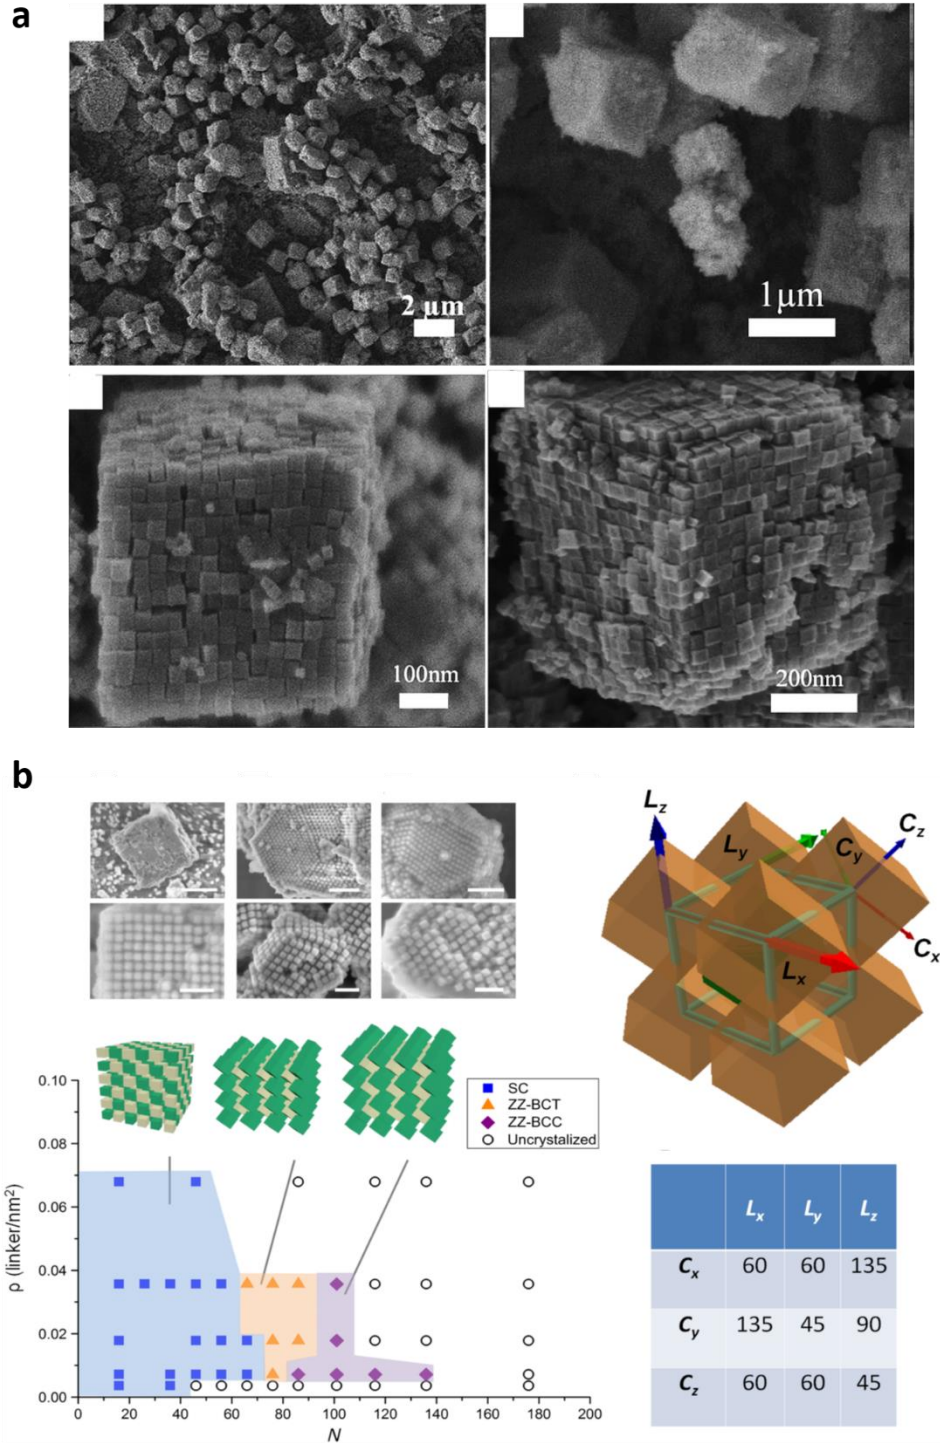 a
2 µm
1µm
100nm
200nm
b
Lz
Ly
Cy
Cz
Lx
Cx
SC
ZZ-BCT
ZZ-BCC
Uncrystalized
ρ (linker/nm²)
0.10
0.08
0.06
0.04
0.02
0.00
0 20 40 60 80 100 120 140 160 180 200
N
Lx Ly Lz
Cx 60 60 135
Cy 135 45 90
Cz 60 60 45